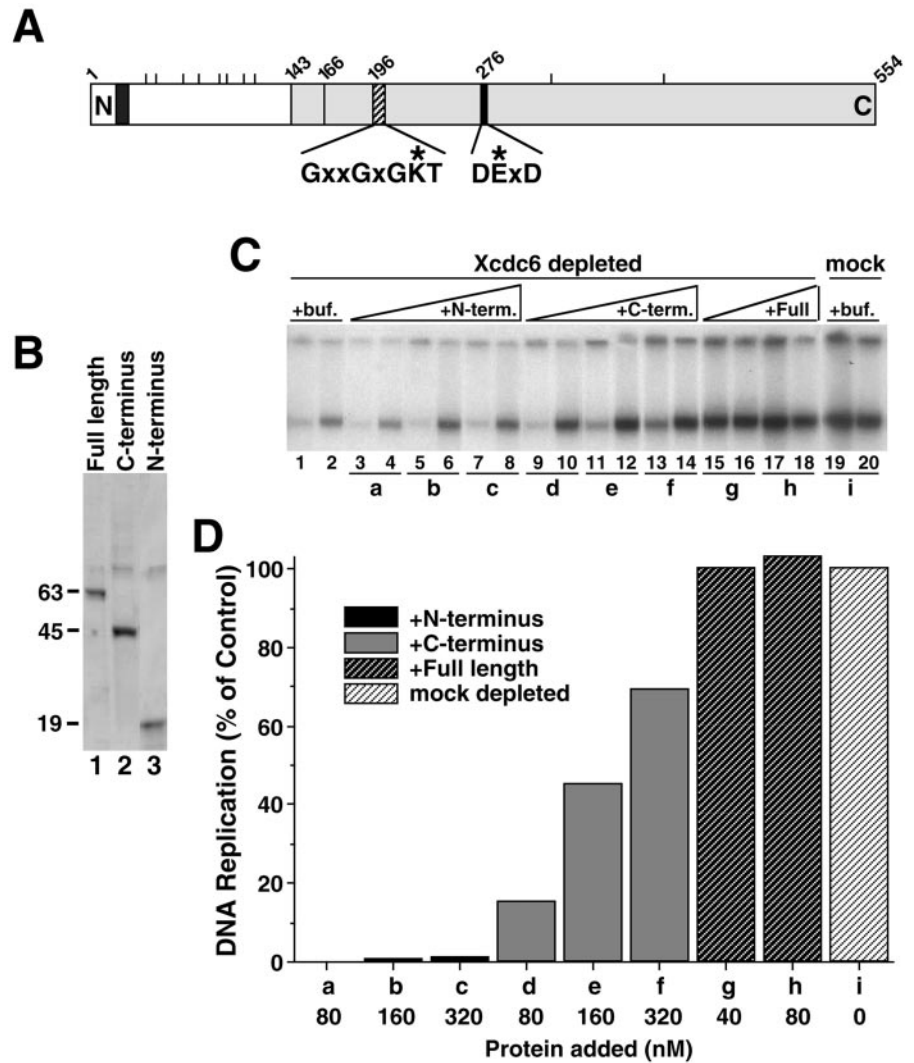 A
1 143 166 196 276 554
N C
* *
GxxGxGKT DExD
C
Xcdc6 depleted mock
+buf. +N-term. +C-term. +Full +buf.
1 2 3 4 5 6 7 8 9 10 11 12 13 14 15 16 17 18 19 20
a b c d e f g h i
B
Full length
C-terminus
N-terminus
63
45
19
1 2 3
D
DNA Replication (% of Control)
100
80
60
40
20
0
+N-terminus
+C-terminus
+Full length
mock depleted
a b c d e f g h i
80 160 320 80 160 320 40 80 0
Protein added (nM)